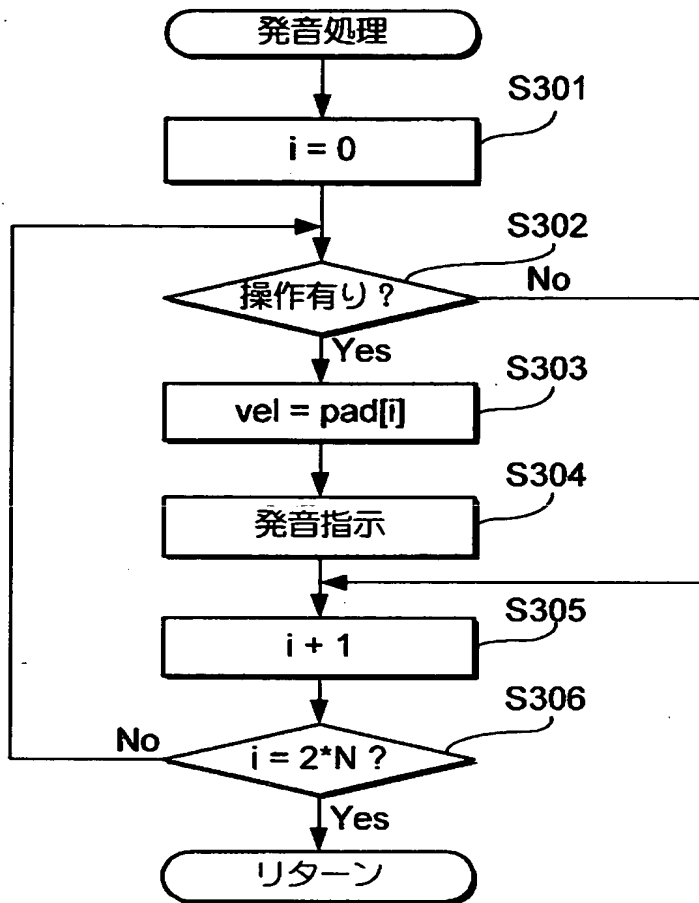 発音処理
S301
i = 0
S302
操作有り?
No
Yes
S303
vel = pad[i]
S304
発音指示
S305
i + 1
S306
No
i = 2*N ?
Yes
リターン